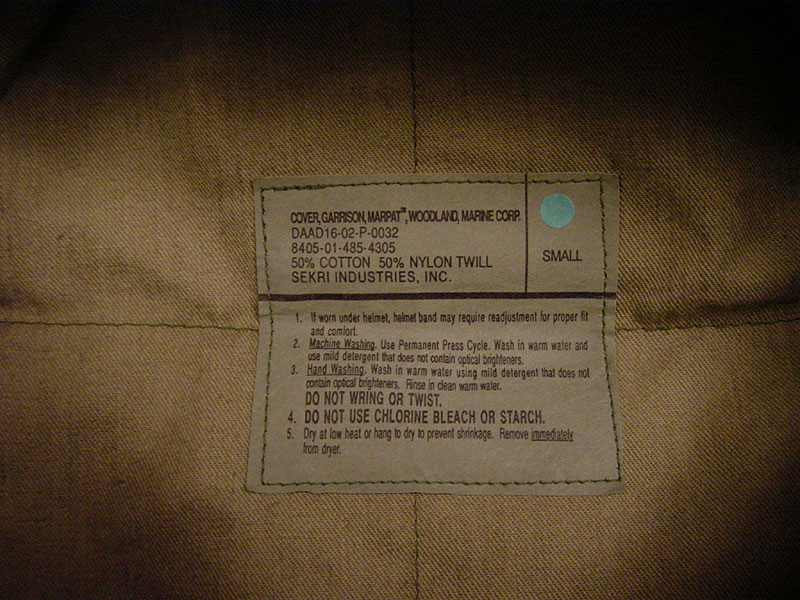 COVER, GARRISON, MARPAT™, WOODLAND, MARINE CORP.
DAAD16-02-P-0032
8405-01-485-4305
50% COTTON 50% NYLON TWILL
SEKRI INDUSTRIES, INC.
SMALL
1. If worn under helmet, helmet band may require readjustment for proper fit
and comfort.
2. Machine Washing. Use Permanent Press Cycle. Wash in warm water and
use mild detergent that does not contain optical brighteners.
3. Hand Washing. Wash in warm water using mild detergent that does not
contain optical brighteners. Rinse in clean warm water.
DO NOT WRING OR TWIST.
4. DO NOT USE CHLORINE BLEACH OR STARCH.
5. Dry at low heat or hang to dry to prevent shrinkage. Remove immediately
from dryer.